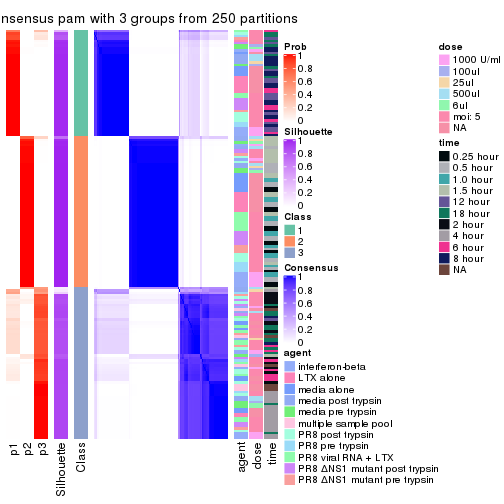 nsensus pam with 3 groups from 250 partitions
Prob
1
0.8
0.6
0.4
0.2
0
Silhouette
1
0.8
0.6
0.4
0.2
0
Class
1
2
3
Consensus
1
0.8
0.6
0.4
0.2
0
agent
interferon-beta
LTX alone
media alone
media post trypsin
media pre trypsin
multiple sample pool
PR8 post trypsin
PR8 pre trypsin
PR8 viral RNA + LTX
PR8 ΔNS1 mutant post trypsin
PR8 ΔNS1 mutant pre trypsin
dose
1000 U/ml
100ul
25ul
500ul
6ul
moi: 5
NA
time
0.25 hour
0.5 hour
1.0 hour
1.5 hour
12 hour
18 hour
2 hour
4 hour
6 hour
8 hour
NA
p1
p2
p3
Silhouette
Class
agent
dose
time